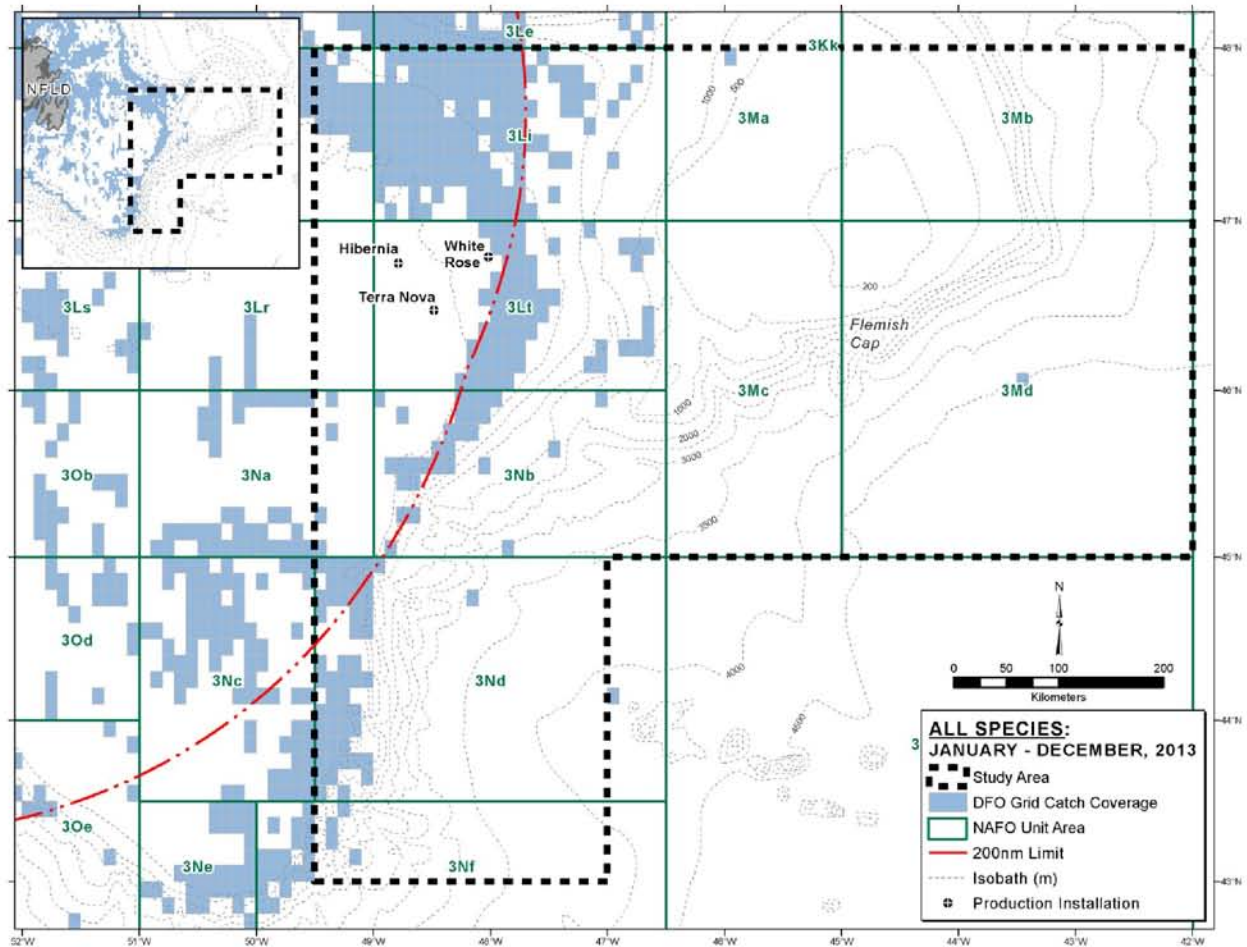 NFLD
3Le
3Kk
48°N
1000
500
3Ma
3Mb
3Li
47°N
Hibernia
White
Rose
Terra Nova
3Ls
3Lr
3Lt
200
Flemish
Cap
46°N
3Mc
3Md
1000
2000
3000
3Ob
3Na
3Nb
3500
45°N
N
3Od
3Nc
3Nd
4000
4500
0 50 100 200
Kilometers
44°N
3
ALL SPECIES:
JANUARY - DECEMBER, 2013
Study Area
DFO Grid Catch Coverage
NAFO Unit Area
200nm Limit
Isobath (m)
Production Installation
3Oe
3Ne
3Nf
43°N
52°W 51°W 50°W 49°W 48°W 47°W 46°W 45°W 44°W 43°W 42°W